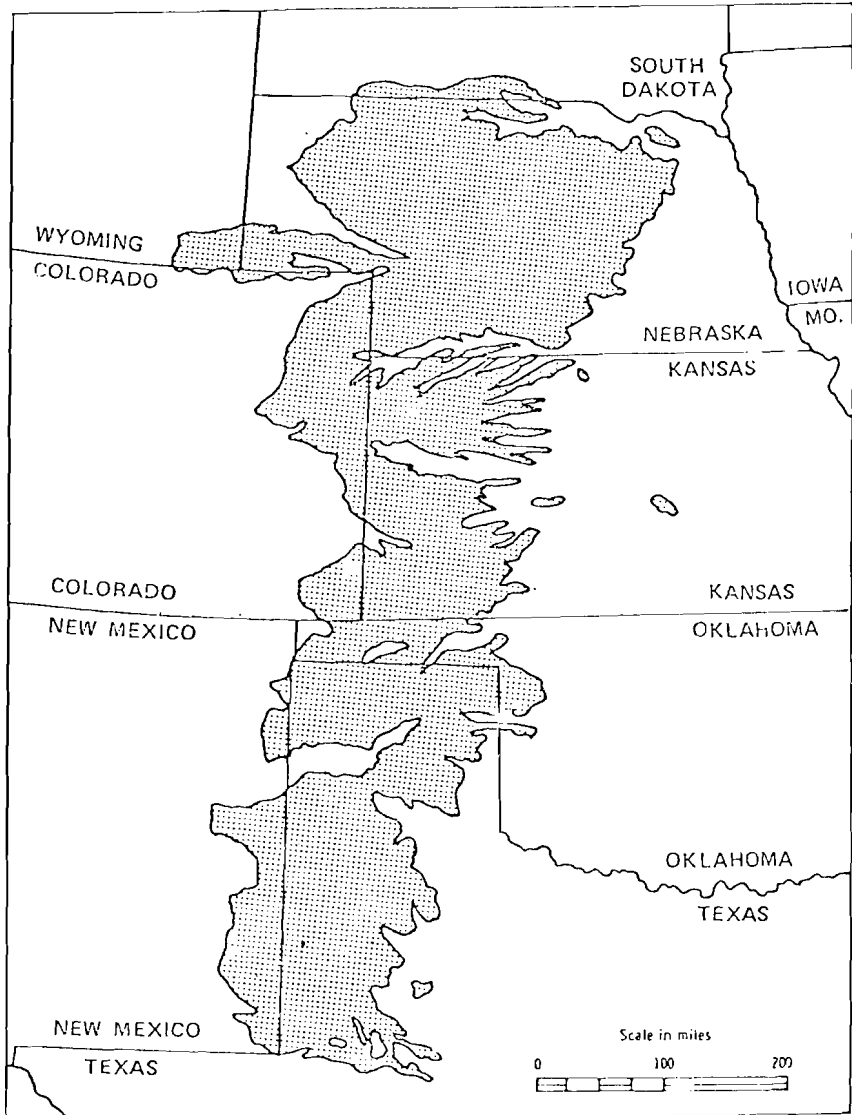 SOUTH
DAKOTA
WYOMING
COLORADO
IOWA
MO.
NEBRASKA
KANSAS
COLORADO
NEW MEXICO
KANSAS
OKLAHOMA
OKLAHOMA
TEXAS
NEW MEXICO
TEXAS
Scale in miles
0 100 200